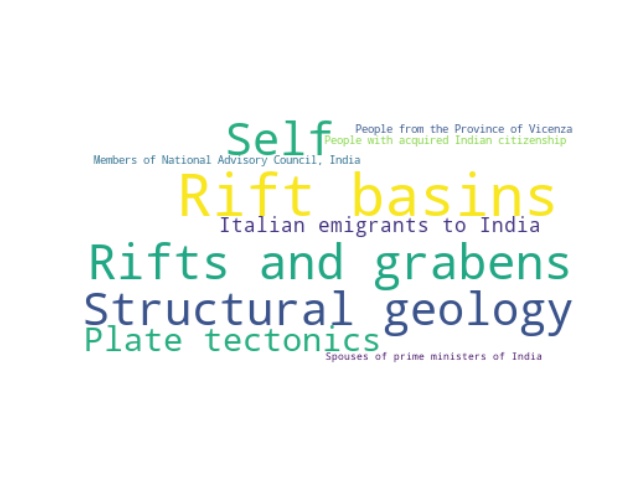 Self
People from the Province of Vicenza
People with acquired Indian citizenship
Members of National Advisory Council, India
Rift basins
Italian emigrants to India
Rifts and grabens
Structural geology
Plate tectonics
Spouses of prime ministers of India